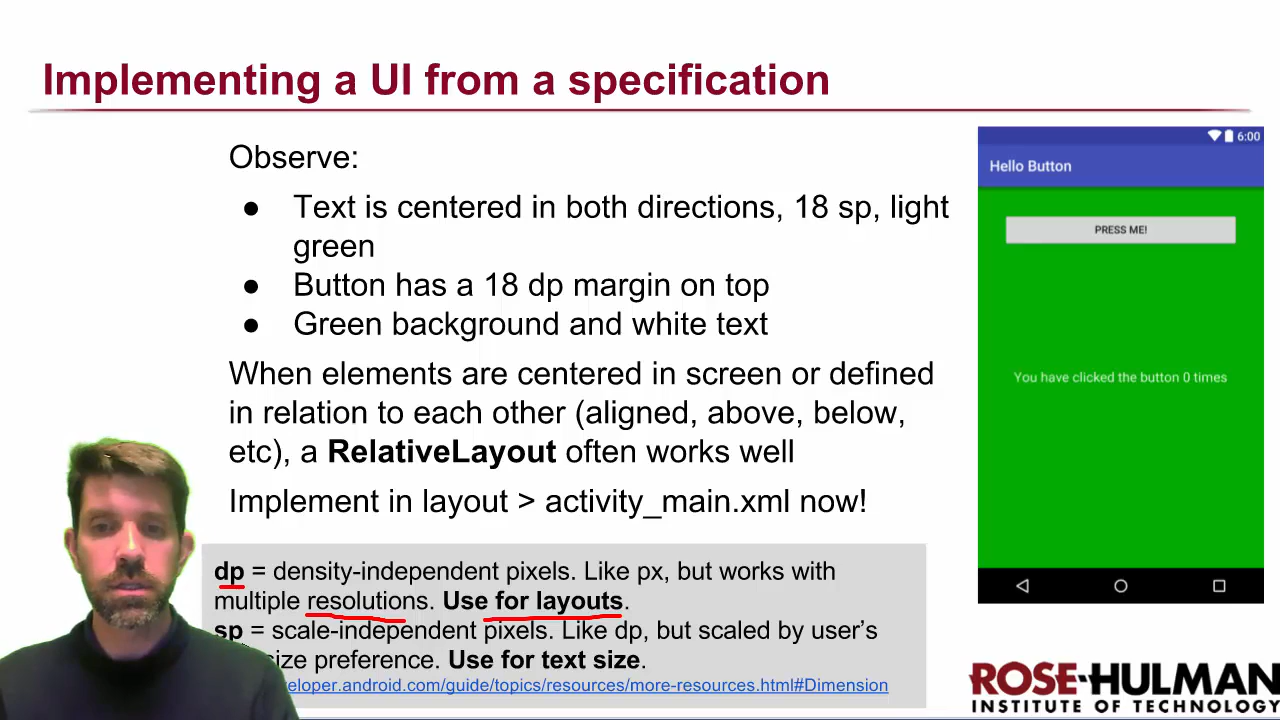 Implementing a UI from a specification
Observe:
● Text is centered in both directions, 18 sp, light
green
● Button has a 18 dp margin on top
● Green background and white text
When elements are centered in screen or defined
in relation to each other (aligned, above, below,
etc), a RelativeLayout often works well
Implement in layout > activity_main.xml now!
dp = density-independent pixels. Like px, but works with
multiple resolutions. Use for layouts.
sp = scale-independent pixels. Like dp, but scaled by user's
size preference. Use for text size.
eloper.android.com/guide/topics/resources/more-resources.html#Dimension
6:00
Hello Button
PRESS ME!
You have clicked the button 0 times
ROSE-HULMAN
INSTITUTE OF TECHNOLOGY